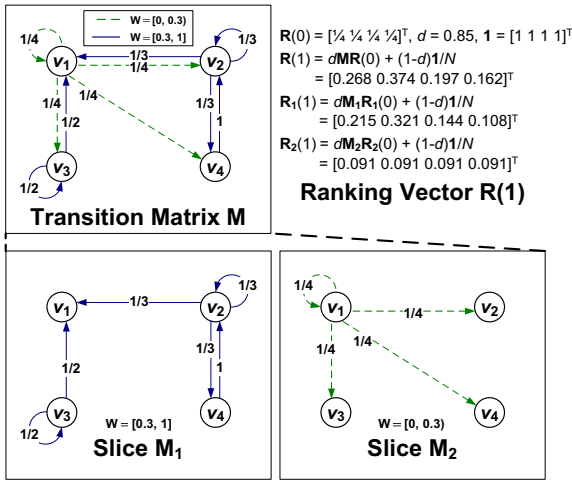 W = [0, 0.3)
W = [0.3, 1]
1/4
v1
1/3
1/4
v2
1/3
1/4
1/4
1/2
1/3
1
v3
1/2
v4
Transition Matrix M
R(0) = [¼ ¼ ¼ ¼]ᵀ, d = 0.85, 1 = [1 1 1 1]ᵀ
R(1) = dMR(0) + (1-d)1/N
= [0.268 0.374 0.197 0.162]ᵀ
R₁(1) = dM₁R₁(0) + (1-d)1/N
= [0.215 0.321 0.144 0.108]ᵀ
R₂(1) = dM₂R₂(0) + (1-d)1/N
= [0.091 0.091 0.091 0.091]ᵀ
Ranking Vector R(1)
v1
1/3
v2
1/3
1/2
1/3
1
v3
1/2
v4
W = [0.3, 1]
Slice M₁
1/4
v1
1/4
v2
1/4
1/4
v3
v4
W = [0, 0.3)
Slice M₂